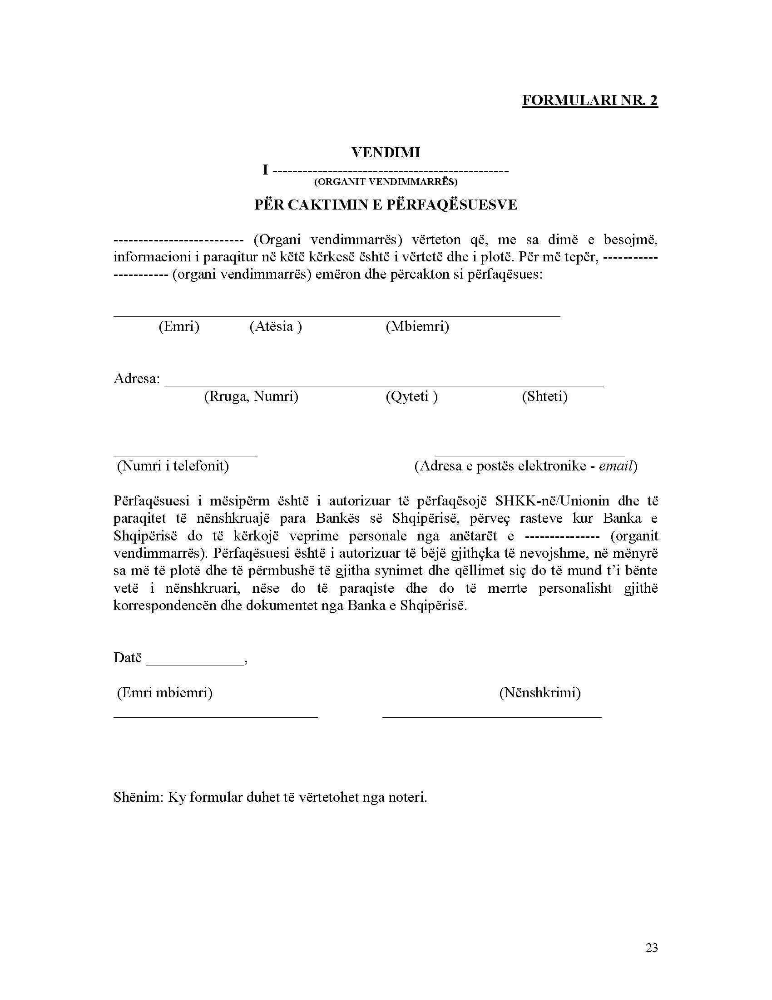 FORMULARI NR. 2
VENDIMI
I -----------------------------------------------
(ORGANIT VENDIMMARRËS)
PËR CAKTIMIN E PËRFAQËSUESVE
-------------------------- (Organi vendimmarrës) vërteton që, me sa dimë e besojmë,
informacioni i paraqitur në këtë kërkesë është i vërtetë dhe i plotë. Për më tepër, -----------
----------- (organi vendimmarrës) emëron dhe përcakton si përfaqësues:
(Emri) (Atësia ) (Mbiemri)
Adresa: ____________________________________________________________
(Rruga, Numri) (Qyteti ) (Shteti)
(Numri i telefonit) (Adresa e postës elektronike - email)
Përfaqësuesi i mësipërm është i autorizuar të përfaqësojë SHKK-në/Unionin dhe të
paraqitet të nënshkruajë para Bankës së Shqipërisë, përveç rasteve kur Banka e
Shqipërisë do të kërkojë veprime personale nga anëtarët e --------------- (organit
vendimmarrës). Përfaqësuesi është i autorizuar të bëjë gjithçka të nevojshme, në mënyrë
sa më të plotë dhe të përmbushë të gjitha synimet dhe qëllimet siç do të mund t’i bënte
vetë i nënshkruari, nëse do të paraqiste dhe do të merrte personalisht gjithë
korrespondencën dhe dokumentet nga Banka e Shqipërisë.
Datë _____________,
(Emri mbiemri) (Nënshkrimi)
Shënim: Ky formular duhet të vërtetohet nga noteri.
23